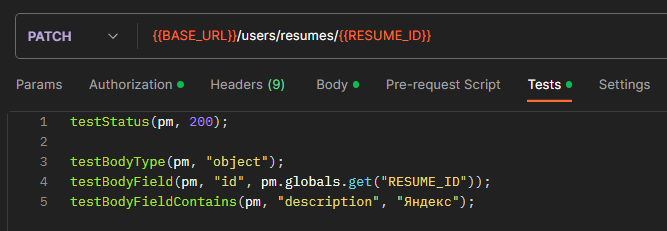 PATCH {{BASE_URL}}/users/resumes/{{RESUME_ID}}
Params Authorization Headers (9) Body Pre-request Script Tests Settings
1 testStatus(pm, 200);
2
3 testBodyType(pm, "object");
4 testBodyField(pm, "id", pm.globals.get("RESUME_ID"));
5 testBodyFieldContains(pm, "description", "Яндекс");